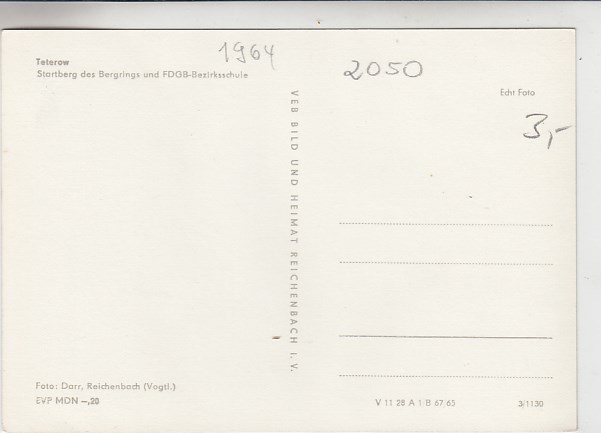 1964
Teterow
Startberg des Bergrings und FDGB-Bezirksschule
2050
Echt Foto
3,-
VEB BILD UND HEIMAT REICHENBACH I. V.
Foto: Darr, Reichenbach (Vogtl.)
EVP MDN —,20
V 11 28 A 1 B 67/65
3/1130